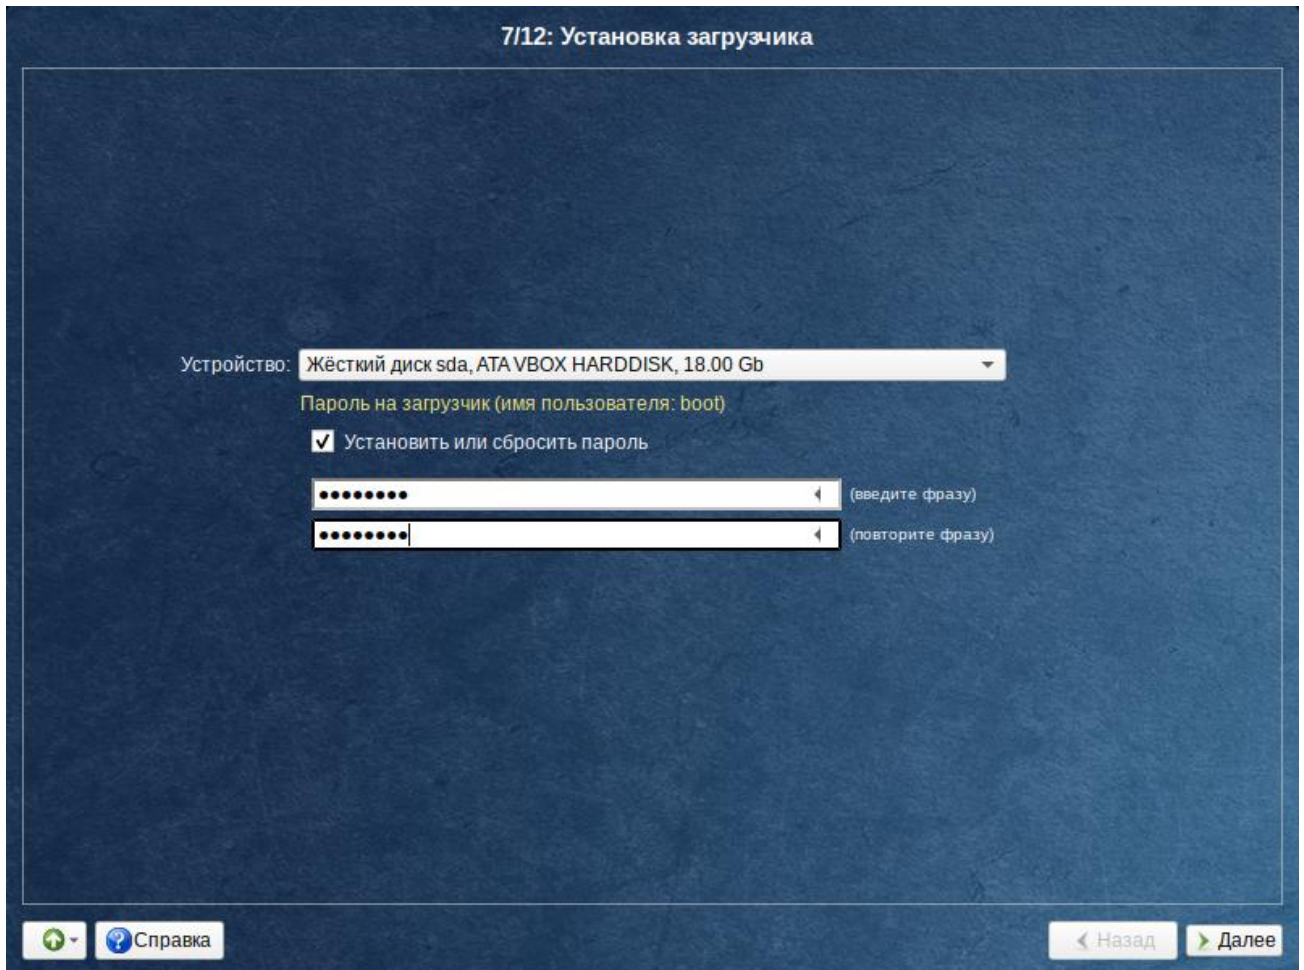 7/12: Установка загрузчика
Устройство: Жёсткий диск sda, ATA VBOX HARDDISK, 18.00 Gb
Пароль на загрузчик (имя пользователя: boot)
Установить или сбросить пароль
•••••••• (введите фразу)
•••••••• (повторите фразу)
Справка Назад Далее